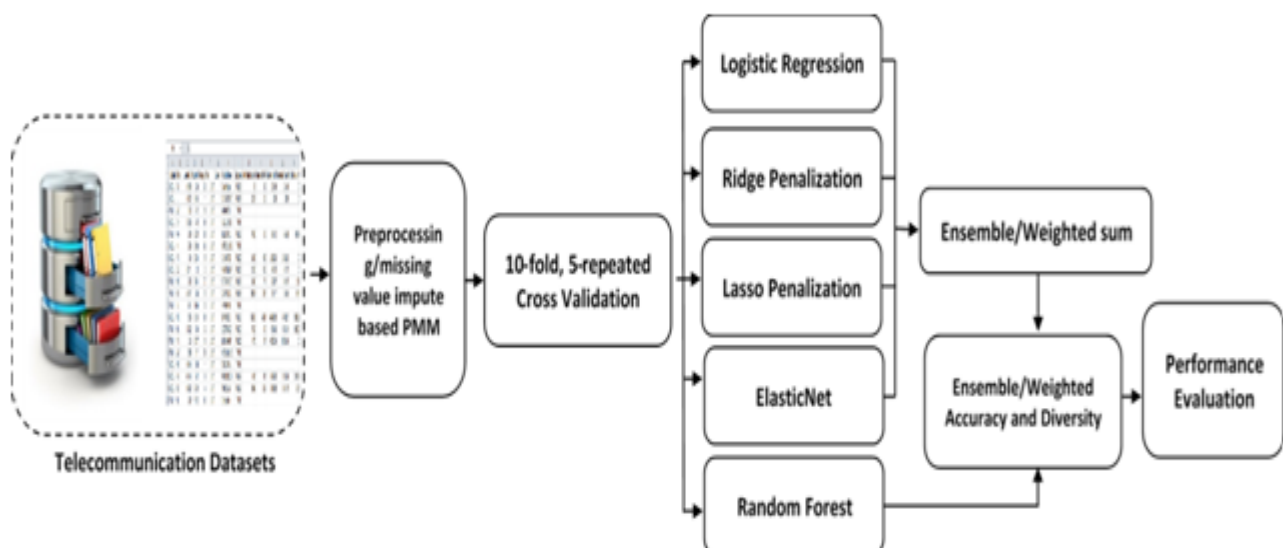 Telecommunication Datasets
Preprocessin
g/missing
value impute
based PMM
10-fold, 5-repeated
Cross Validation
Logistic Regression
Ridge Penalization
Lasso Penalization
ElasticNet
Random Forest
Ensemble/Weighted sum
Ensemble/Weighted
Accuracy and Diversity
Performance
Evaluation